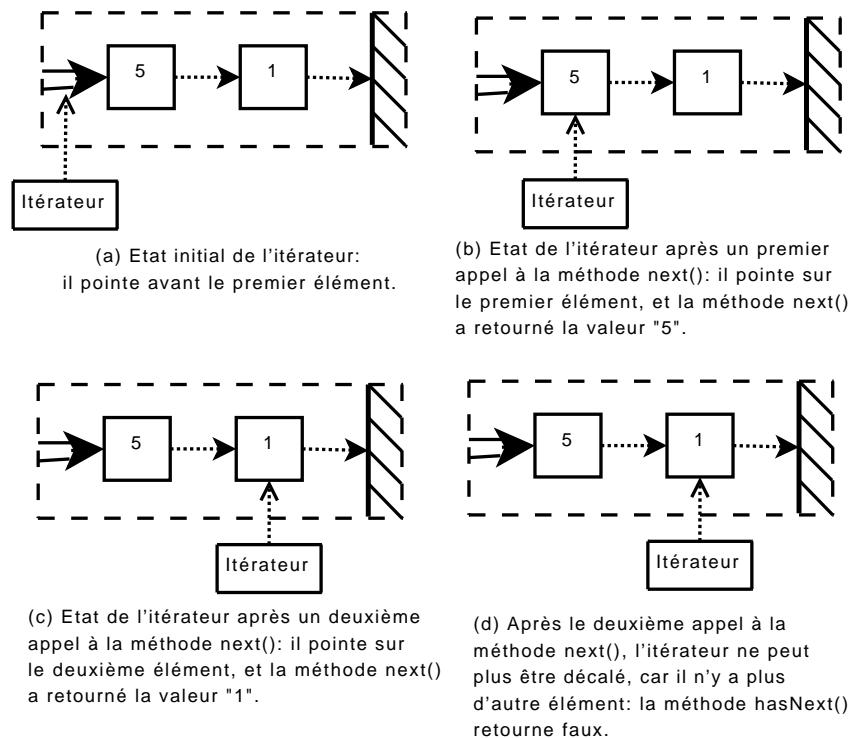 5
1
Itérateur
(a) Etat initial de l'itérateur:
il pointe avant le premier élément.
5
1
Itérateur
(b) Etat de l'itérateur après un premier
appel à la méthode next(): il pointe sur
le premier élément, et la méthode next()
a retourné la valeur "5".
5
1
Itérateur
(c) Etat de l'itérateur après un deuxième
appel à la méthode next(): il pointe sur
le deuxième élément, et la méthode next()
a retourné la valeur "1".
5
1
Itérateur
(d) Après le deuxième appel à la
méthode next(), l'itérateur ne peut
plus être décalé, car il n'y a plus
d'autre élément: la méthode hasNext()
retourne faux.